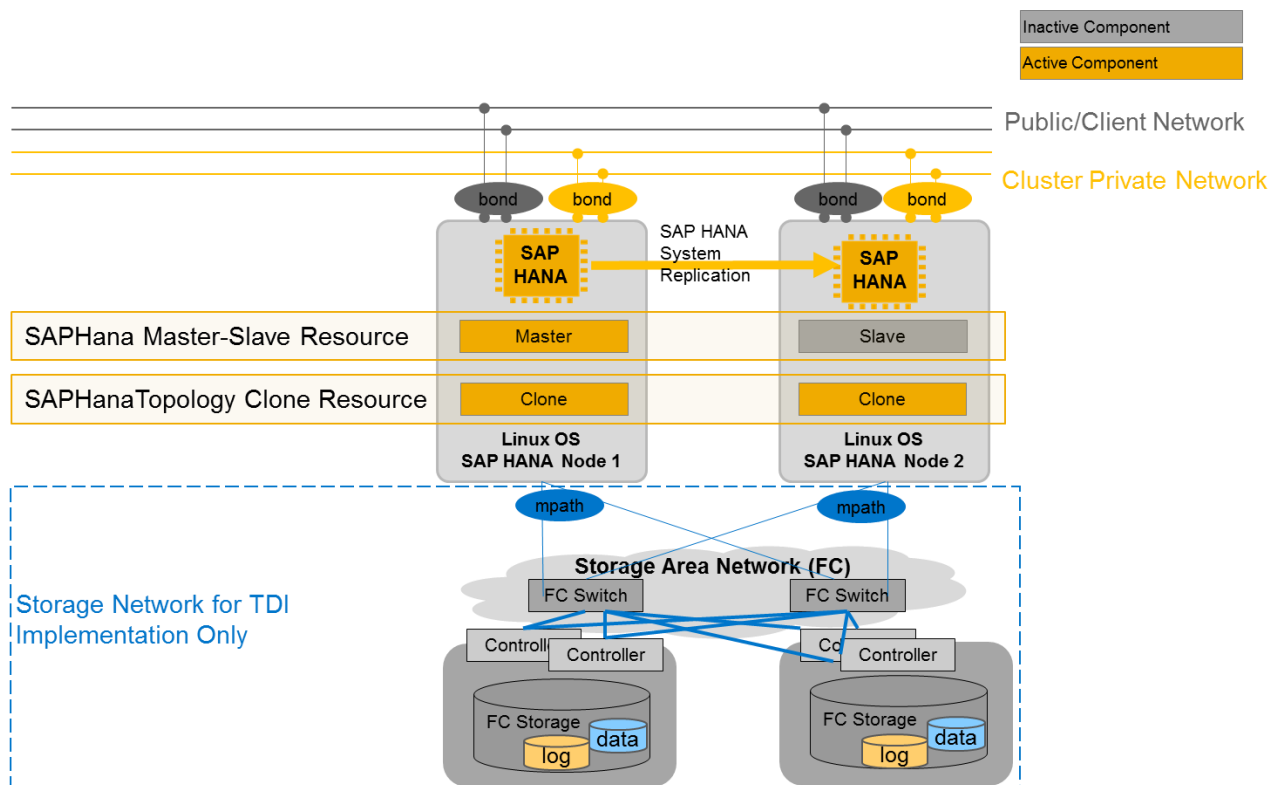 Inactive Component
Active Component
Public/Client Network
Cluster Private Network
bond
bond
bond
bond
SAP
HANA
SAP HANA
System
Replication
SAP
HANA
SAPHana Master-Slave Resource
Master
Slave
SAPHanaTopology Clone Resource
Clone
Clone
Linux OS
SAP HANA Node 1
Linux OS
SAP HANA Node 2
mpath
mpath
Storage Area Network (FC)
FC Switch
FC Switch
Storage Network for TDI
Implementation Only
Controller
Controller
FC Storage
data
log
FC Storage
data
log